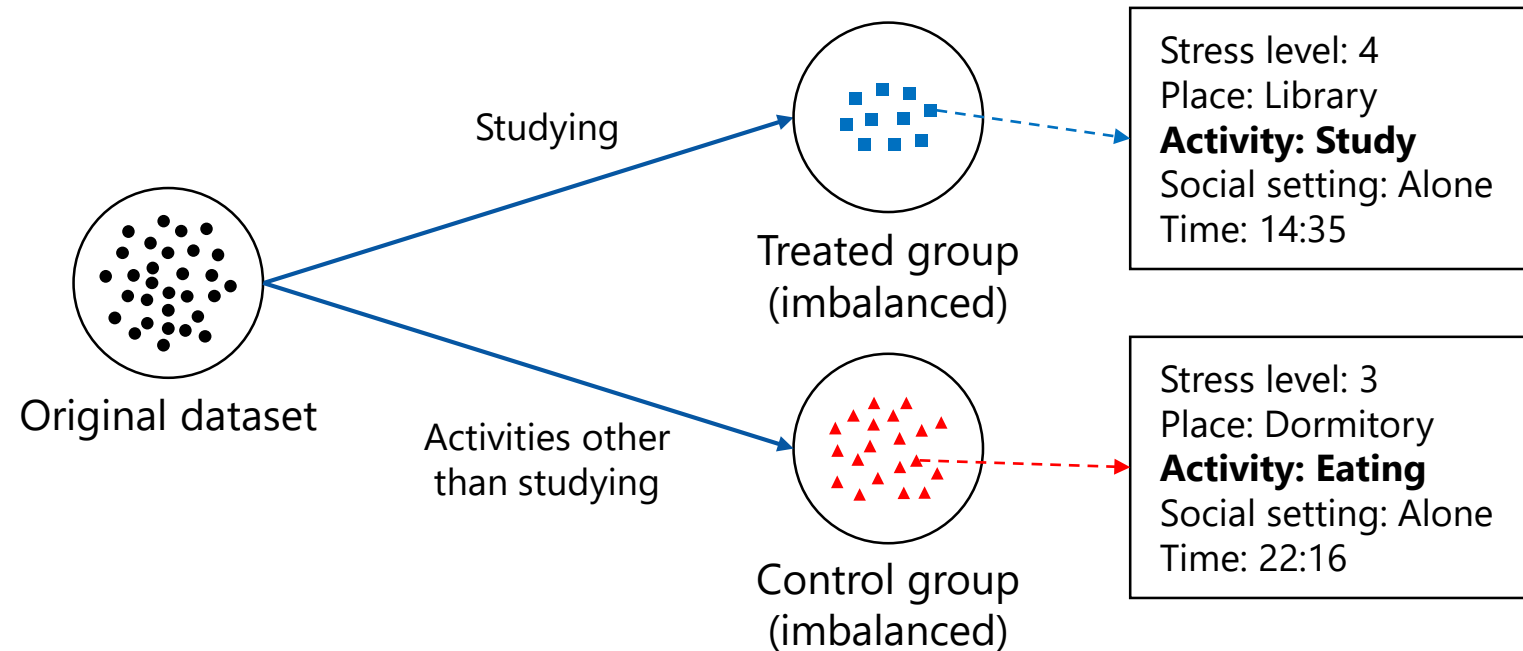 Original dataset
Studying
Activities other
than studying
Treated group
(imbalanced)
Control group
(imbalanced)
Stress level: 4
Place: Library
Activity: Study
Social setting: Alone
Time: 14:35
Stress level: 3
Place: Dormitory
Activity: Eating
Social setting: Alone
Time: 22:16